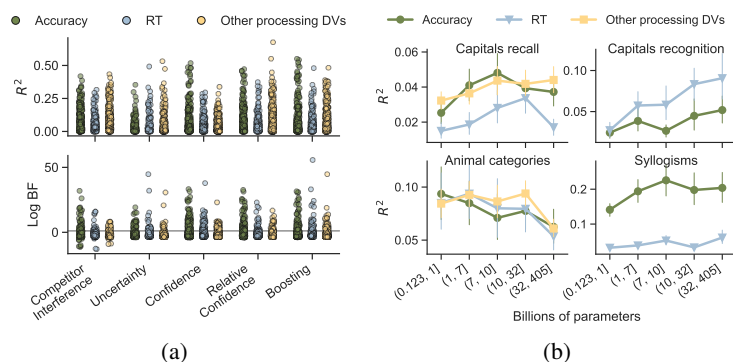 Accuracy RT Other processing DVs
R²
0.50
0.25
0.00
Log BF
50
0
Competitor Interference
Uncertainty
Confidence
Relative Confidence
Boosting
(a)
Accuracy RT Other processing DVs
Capitals recall
R²
0.06
0.04
0.02
Capitals recognition
0.10
0.05
Animal categories
R²
0.10
0.05
(0.123, 1]
(1, 7]
(7, 10]
(10, 32]
(32, 405]
Syllogisms
0.2
0.1
(0.123, 1]
(1, 7]
(7, 10]
(10, 32]
(32, 405]
Billions of parameters
(b)